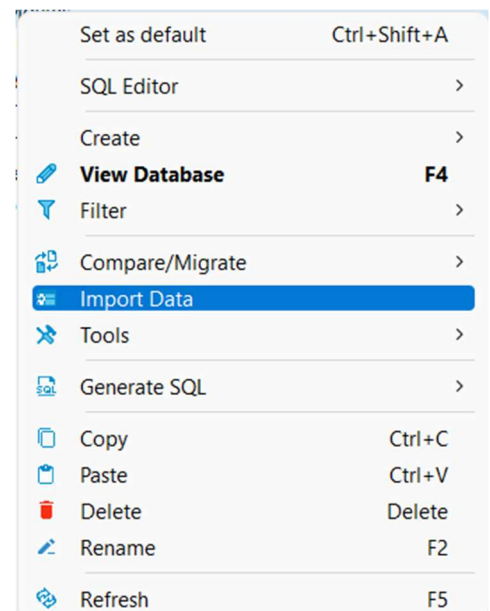 Set as default Ctrl+Shift+A
SQL Editor
Create
View Database F4
Filter
Compare/Migrate
Import Data
Tools
SQL Generate SQL
Copy Ctrl+C
Paste Ctrl+V
Delete Delete
Rename F2
Refresh F5